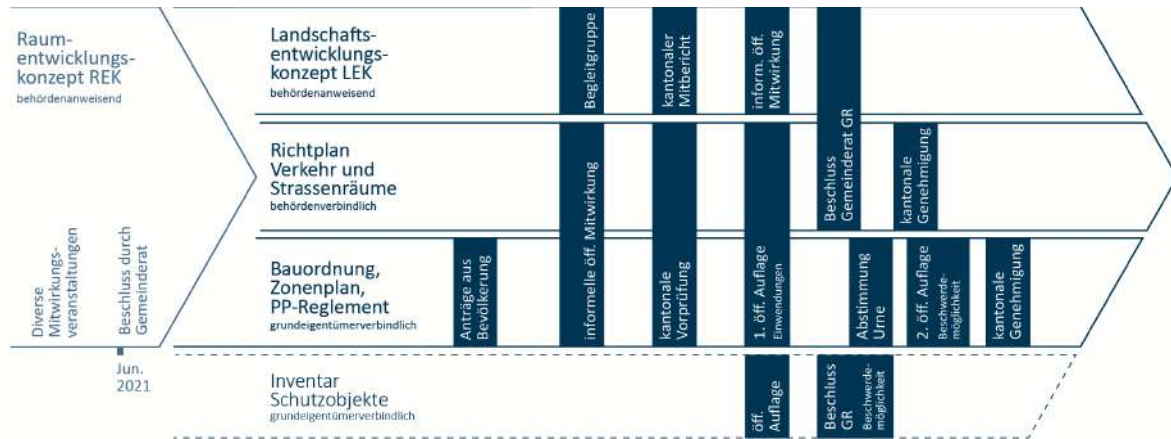 Raum-
entwicklungs-
konzept REK
behördenanweisend
Diverse
Mitwirkungs-
veranstaltungen
Beschluss durch
Gemeinderat
Jun.
2021
Landschafts-
entwicklungs-
konzept LEK
behördenanweisend
Begleitgruppe
kantonaler
Mitbericht
inform. öff.
Mitwirkung
Beschluss
Gemeinderat GR
Richtplan
Verkehr und
Strassenräume
behördenverbindlich
informelle öff. Mitwirkung
kantonale
Vorprüfung
1. öff. Auflage
Einwendungen
kantonale
Genehmigung
Bauordnung,
Zonenplan,
PP-Reglement
grundeigentümerverbindlich
Anträge aus
Bevölkerung
Abstimmung
Urne
2. öff. Auflage
Beschwerde-
möglichkeit
kantonale
Genehmigung
Inventar
Schutzobjekte
grundeigentümerverbindlich
öff.
Auflage
Beschluss
GR
Beschwerde-
möglichkeit